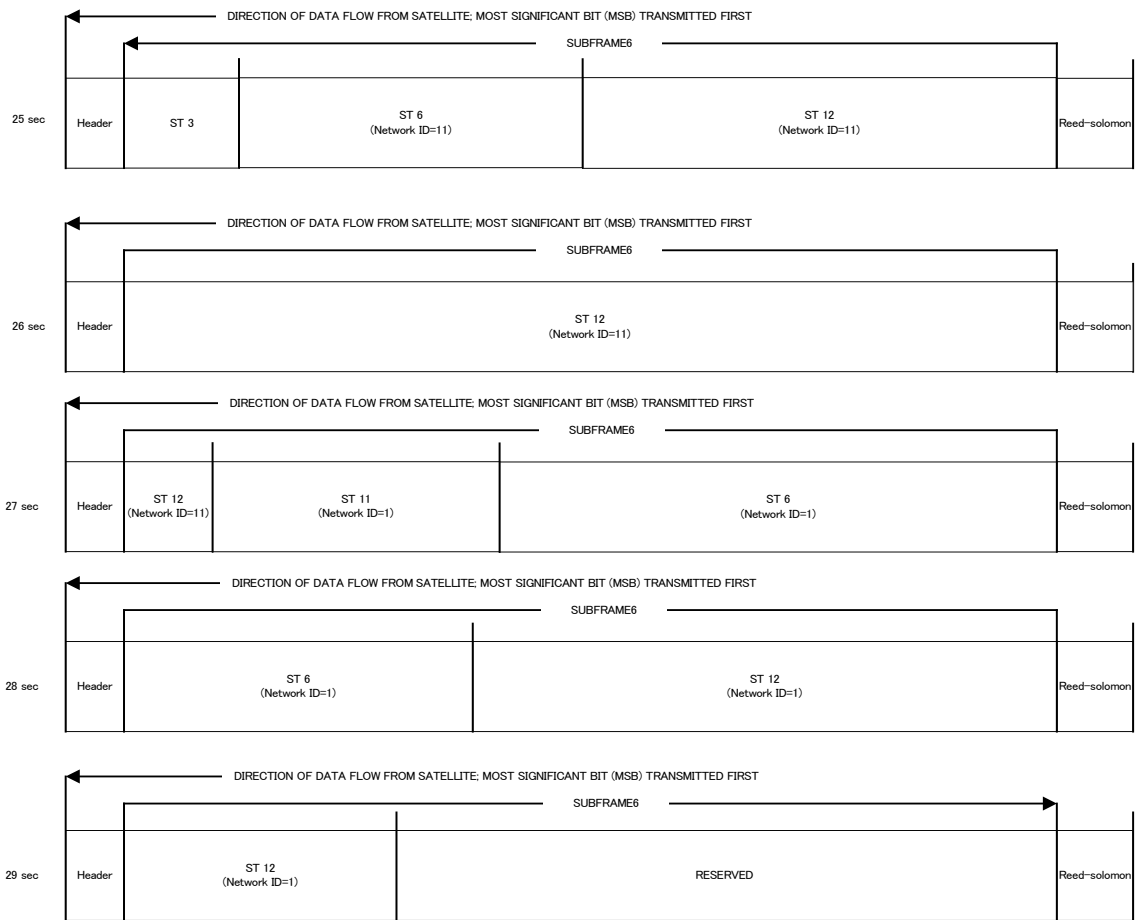 DIRECTION OF DATA FLOW FROM SATELLITE; MOST SIGNIFICANT BIT (MSB) TRANSMITTED FIRST
SUBFRAME6
25 sec
Header
ST 3
ST 6
(Network ID=11)
ST 12
(Network ID=11)
Reed-solomon
DIRECTION OF DATA FLOW FROM SATELLITE; MOST SIGNIFICANT BIT (MSB) TRANSMITTED FIRST
SUBFRAME6
26 sec
Header
ST 12
(Network ID=11)
Reed-solomon
DIRECTION OF DATA FLOW FROM SATELLITE; MOST SIGNIFICANT BIT (MSB) TRANSMITTED FIRST
SUBFRAME6
27 sec
Header
ST 12
(Network ID=11)
ST 11
(Network ID=1)
ST 6
(Network ID=1)
Reed-solomon
DIRECTION OF DATA FLOW FROM SATELLITE; MOST SIGNIFICANT BIT (MSB) TRANSMITTED FIRST
SUBFRAME6
28 sec
Header
ST 6
(Network ID=1)
ST 12
(Network ID=1)
Reed-solomon
DIRECTION OF DATA FLOW FROM SATELLITE; MOST SIGNIFICANT BIT (MSB) TRANSMITTED FIRST
SUBFRAME6
29 sec
Header
ST 12
(Network ID=1)
RESERVED
Reed-solomon